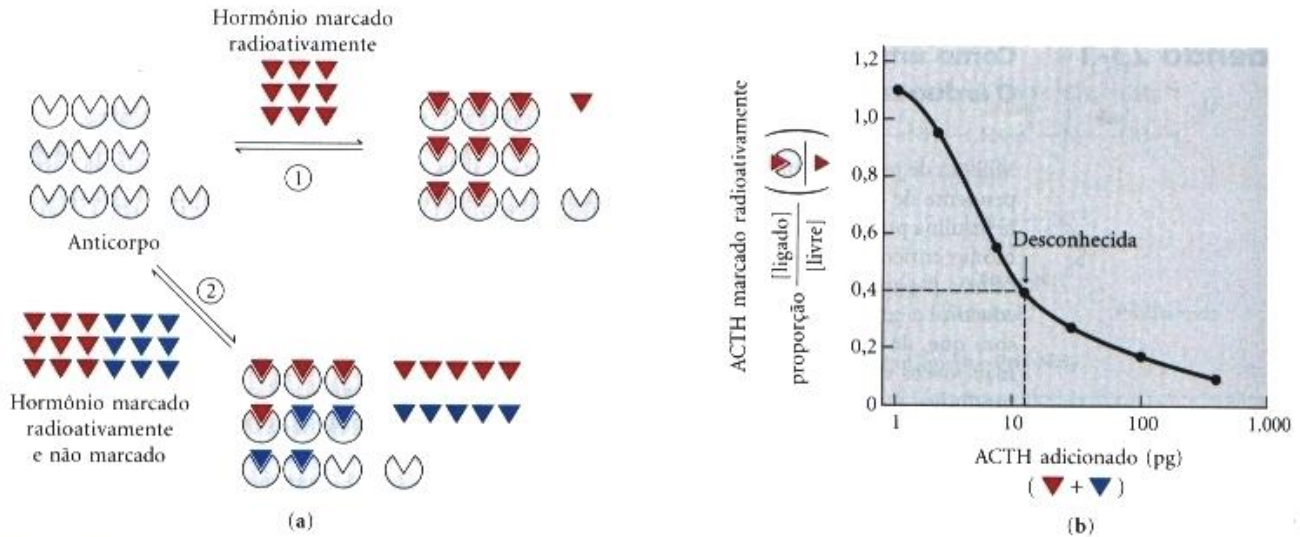 Hormônio marcado
radioativamente
1
Anticorpo
2
Hormônio marcado
radioativamente
e não marcado
(a)
ACTH marcado radioativamente
proporção [ligado]
[livre]
1,2
1,0
0,8
0,6
0,4
0,2
0
Desconhecida
1
10
100
1.000
ACTH adicionado (pg)
( + )
(b)